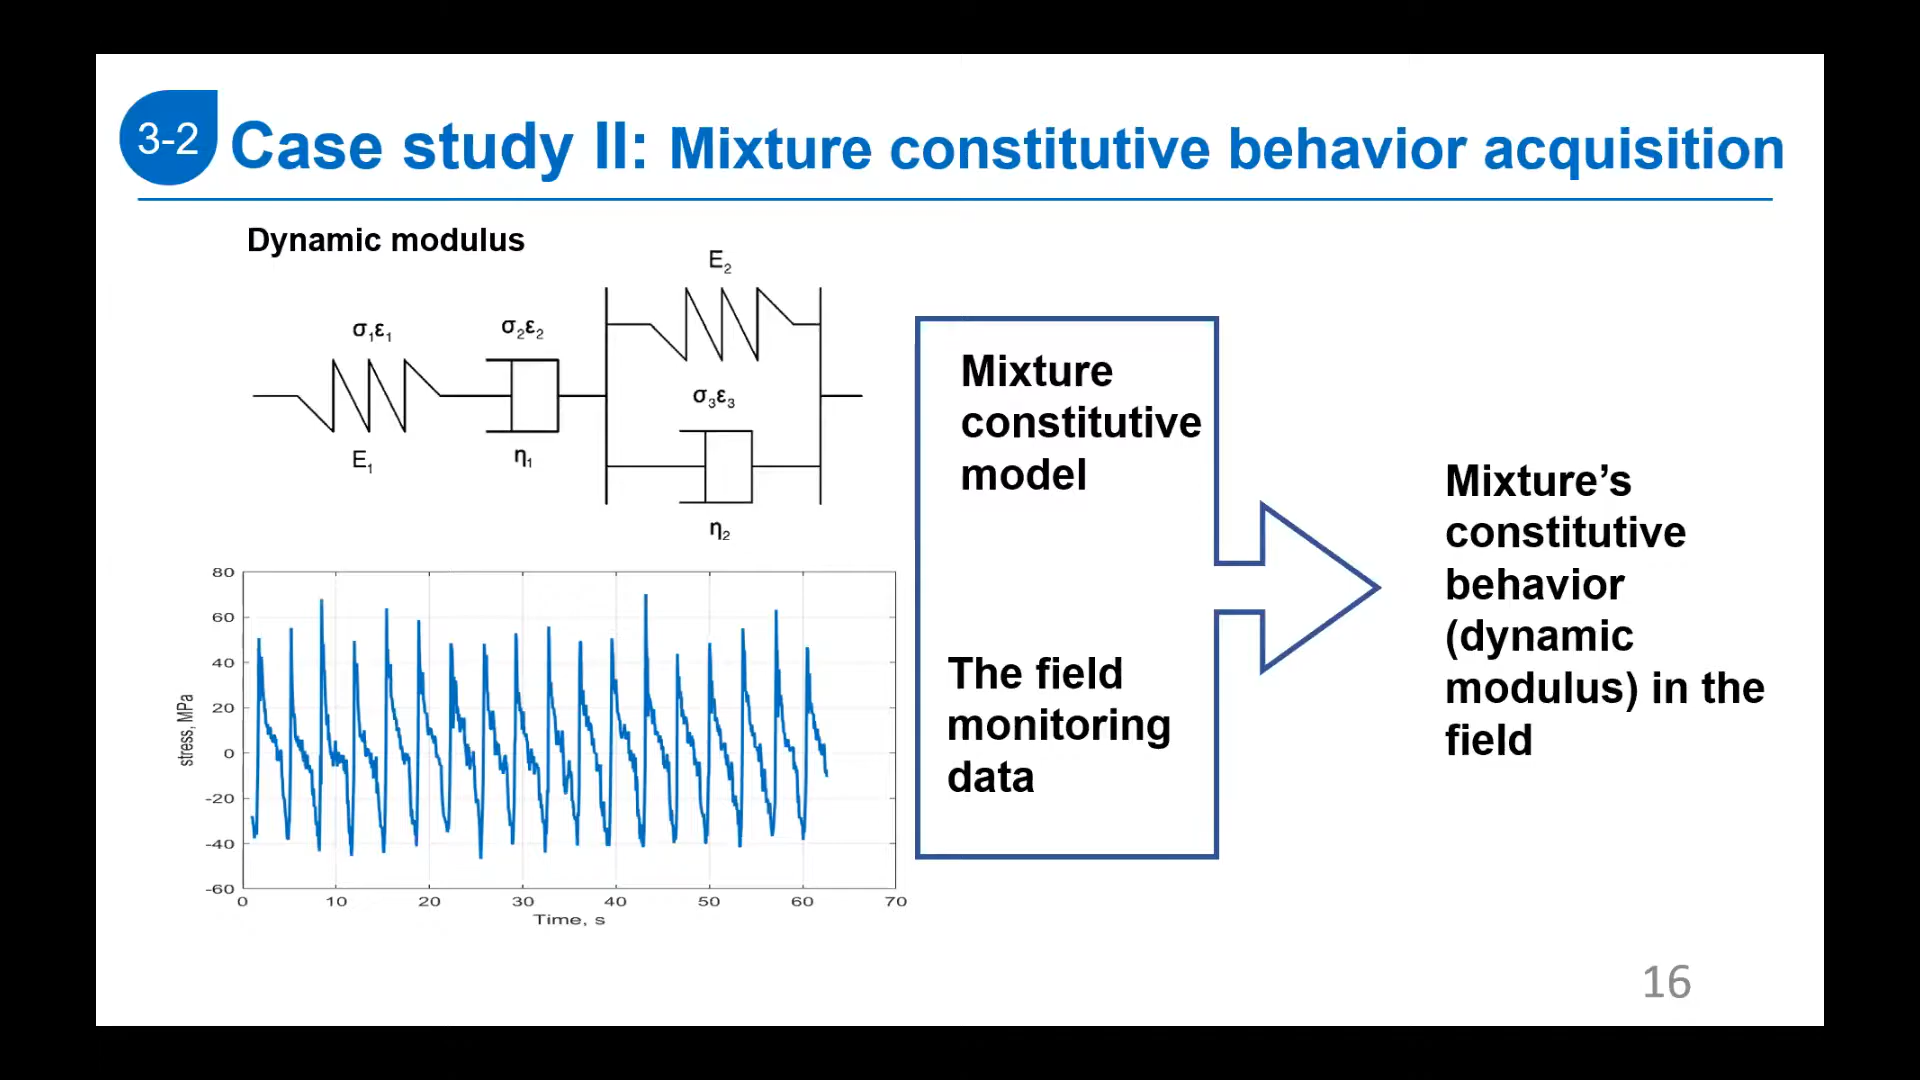 3-2
Case study II: Mixture constitutive behavior acquisition
Dynamic modulus
E₂
σ₁ε₁
σ₂ε₂
σ₃ε₃
E₁
η₁
η₂
Mixture
constitutive
model
The field
monitoring
data
Mixture’s
constitutive
behavior
(dynamic
modulus) in the
field
80
60
40
20
0
-20
-40
-60
stress, MPa
0 10 20 30 40 50 60 70
Time, s
16